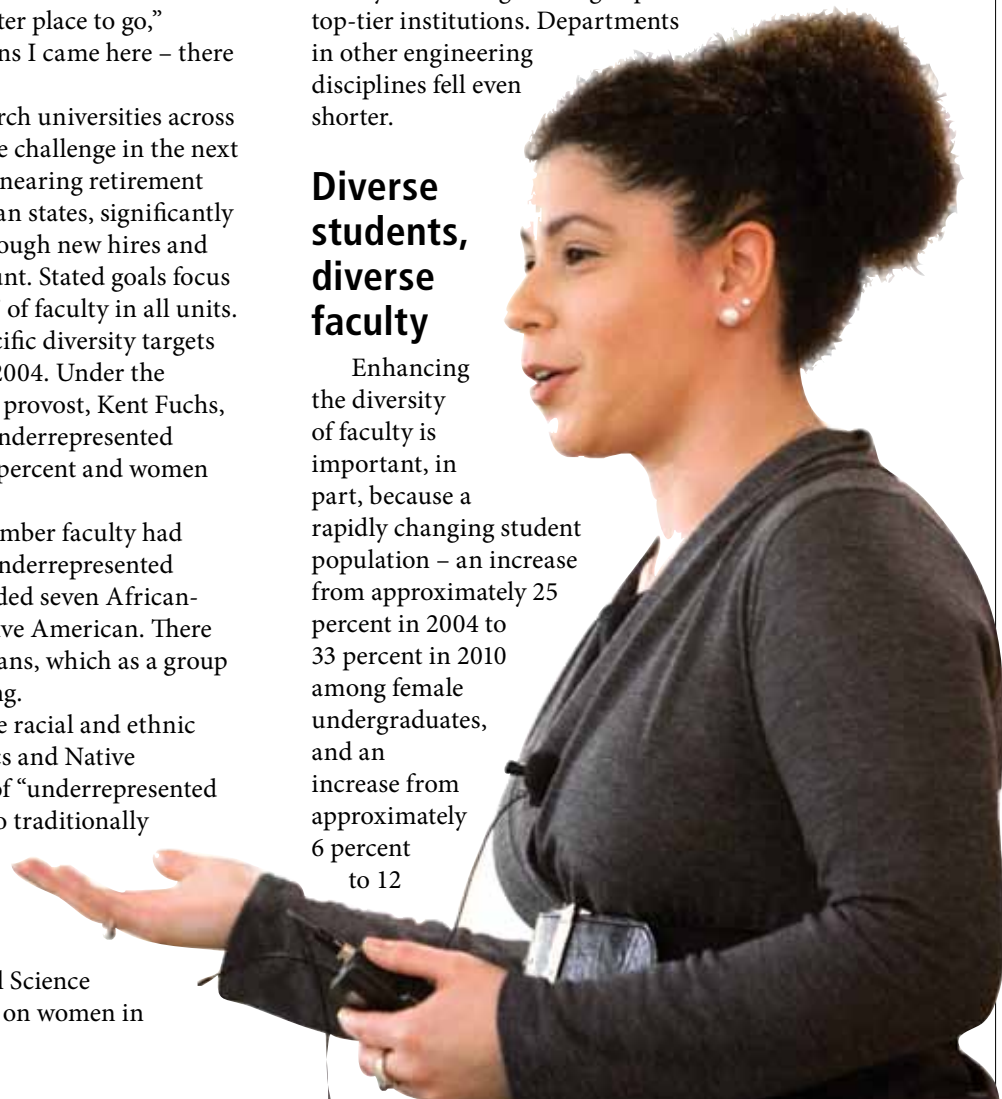 ter place to go,”
ns I came here – there
rch universities across
e challenge in the next
nearing retirement
an states, significantly
ough new hires and
nt. Stated goals focus
of faculty in all units.
cific diversity targets
2004. Under the
provost, Kent Fuchs,
nderrepresented
percent and women
mber faculty had
nderrepresented
ded seven African-
ve American. There
ans, which as a group
ng.
e racial and ethnic
cs and Native
of “underrepresented
o traditionally
l Science
on women in
top-tier institutions. Departments
in other engineering
disciplines fell even
shorter.
Diverse
students,
diverse
faculty
Enhancing
the diversity
of faculty is
important, in
part, because a
rapidly changing student
population – an increase
from approximately 25
percent in 2004 to
33 percent in 2010
among female
undergraduates,
and an
increase from
approximately
6 percent
to 12